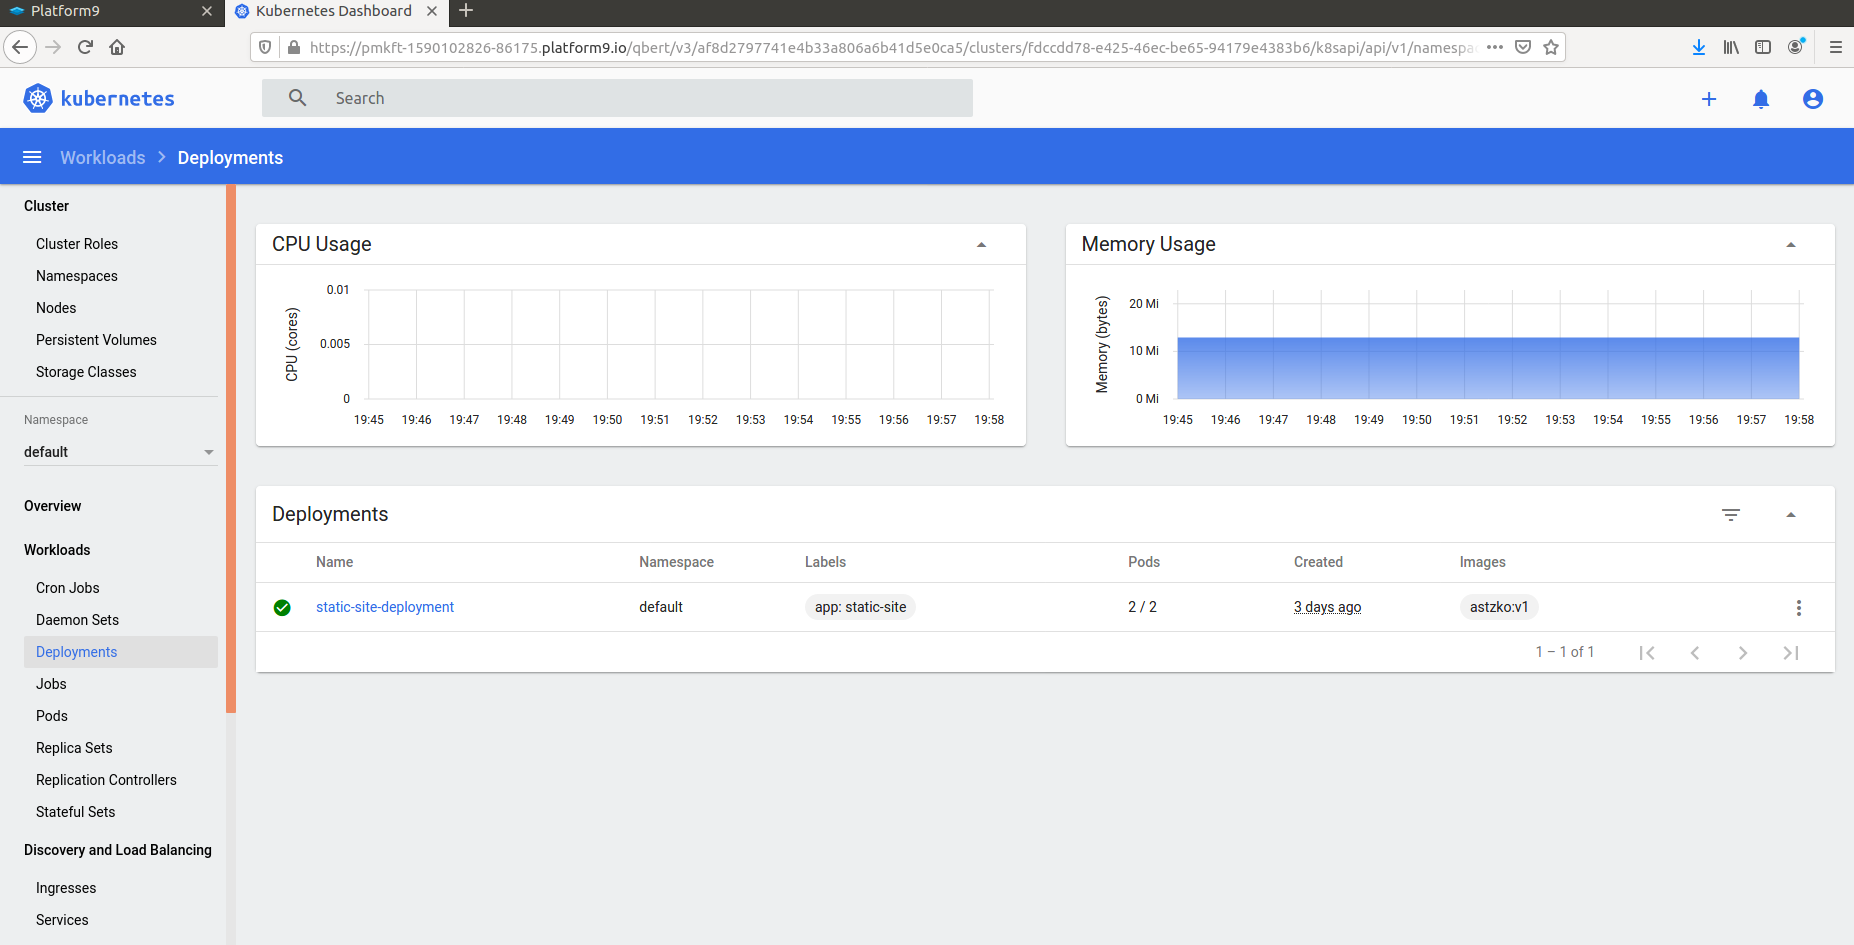 Platform9
Kubernetes Dashboard
https://pmkft-1590102826-86175.platform9.io/qbert/v3/af8d2797741e4b33a806a6b41d5e0ca5/clusters/fdccdd78-e425-46ec-be65-94179e4383b6/k8sapi/api/v1/namespac
kubernetes
Search
Workloads > Deployments
Cluster
Cluster Roles
Namespaces
Nodes
Persistent Volumes
Storage Classes
Namespace
default
Overview
Workloads
Cron Jobs
Daemon Sets
Deployments
Jobs
Pods
Replica Sets
Replication Controllers
Stateful Sets
Discovery and Load Balancing
Ingresses
Services
CPU Usage
CPU (cores)
0.01
0.005
0
19:45 19:46 19:47 19:48 19:49 19:50 19:51 19:52 19:53 19:54 19:55 19:56 19:57 19:58
Memory Usage
Memory (bytes)
20 Mi
10 Mi
0 Mi
19:45 19:46 19:47 19:48 19:49 19:50 19:51 19:52 19:53 19:54 19:55 19:56 19:57 19:58
Deployments
Name Namespace Labels Pods Created Images
static-site-deployment default app: static-site 2 / 2 3 days ago astzko:v1
1 – 1 of 1